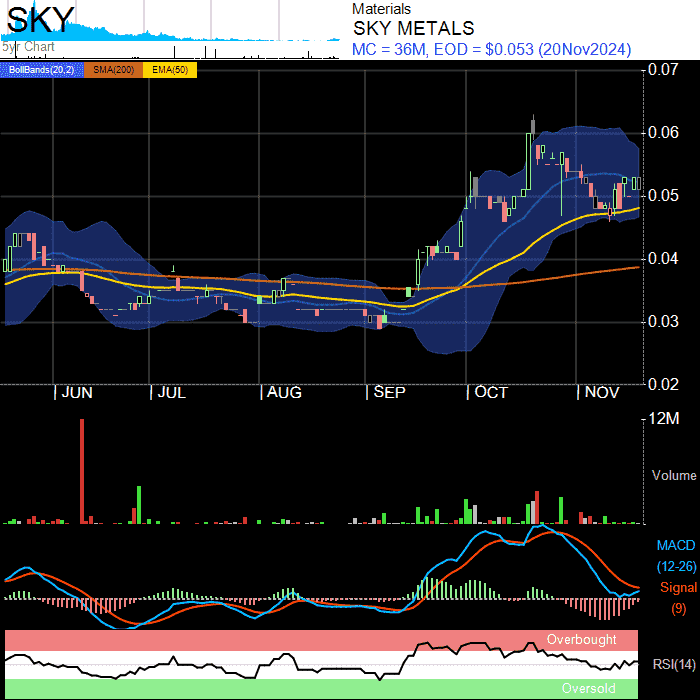 SKY
5yr Chart
Materials
SKY METALS
MC = 36M, EOD = $0.053 (20Nov2024)
BollBands(20,2) SMA(200) EMA(50)
0.07
0.06
0.05
0.04
0.03
0.02
JUN JUL AUG SEP OCT NOV
12M
Volume
MACD
(12-26)
Signal
(9)
Overbought
RSI(14)
Oversold